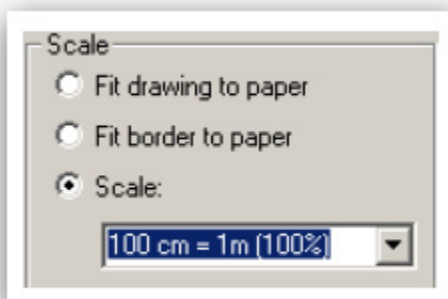 Scale
Fit drawing to paper
Fit border to paper
Scale:
100 cm = 1m (100%)